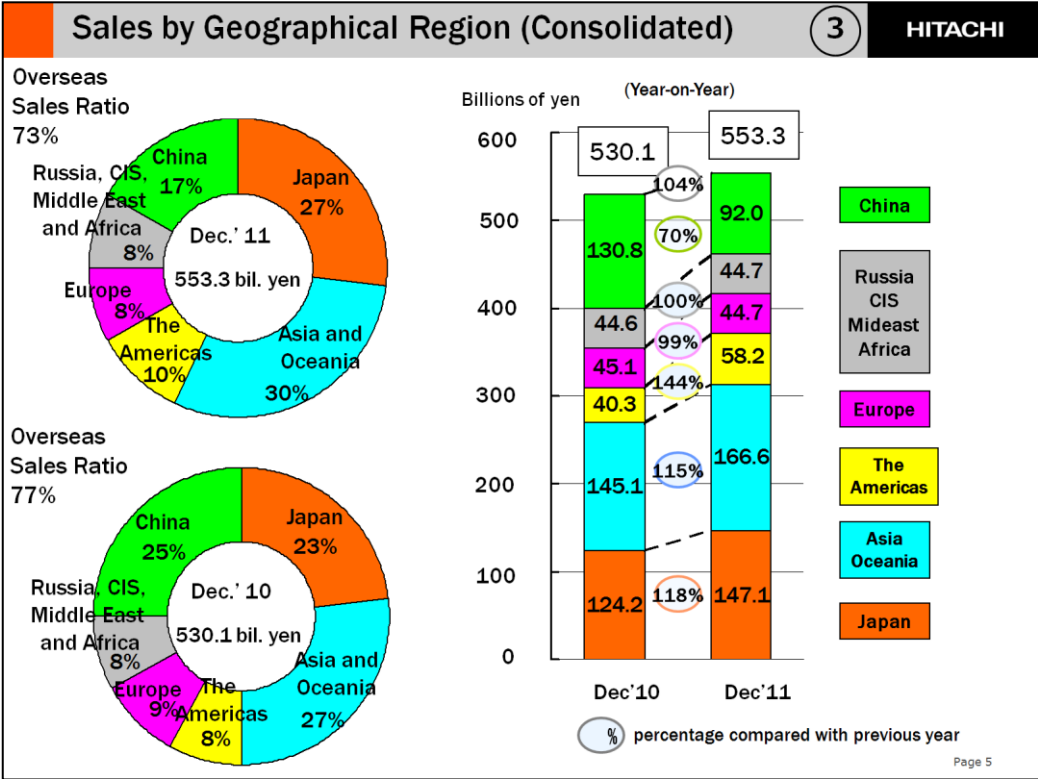 Sales by Geographical Region (Consolidated)
3
HITACHI
Overseas
Sales Ratio
73%
China
17%
Japan
27%
Russia, CIS,
Middle East
and Africa
8%
Dec.' 11
553.3 bil. yen
Europe
8%
The
Americas
10%
Asia and
Oceania
30%
Overseas
Sales Ratio
77%
China
25%
Japan
23%
Russia, CIS,
Middle East
and Africa
8%
Dec.' 10
530.1 bil. yen
Europe
9%
The
Americas
8%
Asia and
Oceania
27%
Billions of yen
(Year-on-Year)
600
500
400
300
200
100
0
530.1
553.3
130.8
44.6
45.1
40.3
145.1
124.2
104%
70%
100%
99%
144%
115%
118%
92.0
44.7
44.7
58.2
166.6
147.1
Dec'10
Dec'11
China
Russia
CIS
Mideast
Africa
Europe
The
Americas
Asia
Oceania
Japan
% percentage compared with previous year
Page 5